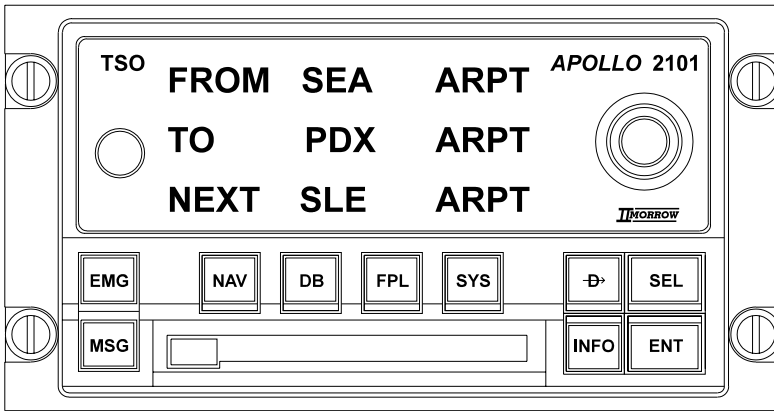 TSO
APOLLO 2101
FROM SEA ARPT
TO PDX ARPT
NEXT SLE ARPT
IIMORROW
EMG NAV DB FPL SYS D SEL
MSG INFO ENT